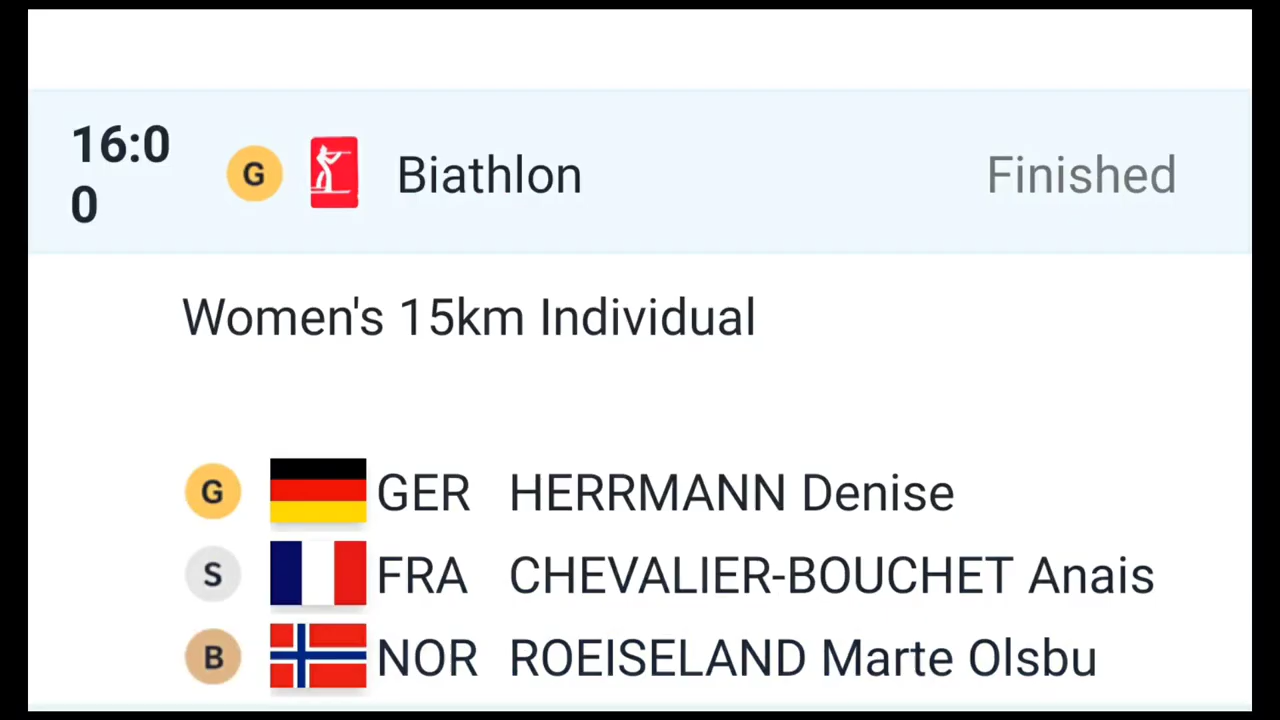 16:0
0
G
Biathlon
Finished
Women's 15km Individual
G GER HERRMANN Denise
S FRA CHEVALIER-BOUCHET Anais
B NOR ROEISELAND Marte Olsbu